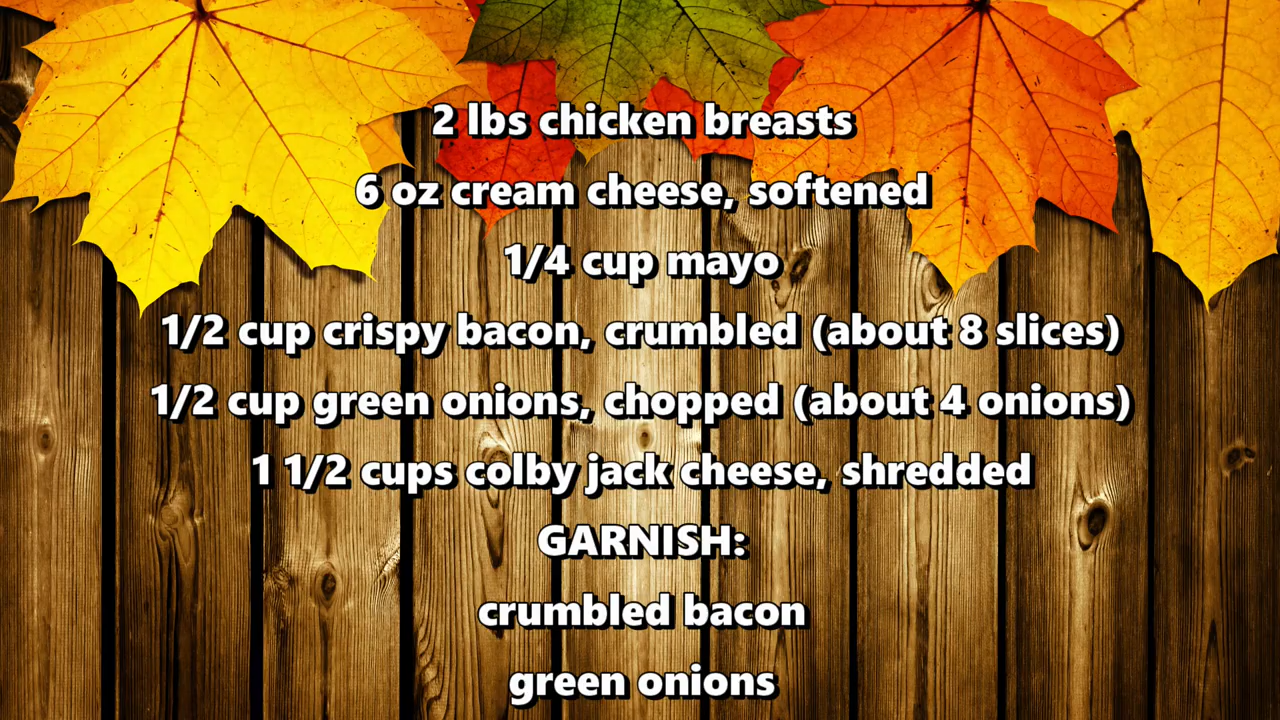 2 lbs chicken breasts
6 oz cream cheese, softened
1/4 cup mayo
1/2 cup crispy bacon, crumbled (about 8 slices)
1/2 cup green onions, chopped (about 4 onions)
1 1/2 cups colby jack cheese, shredded
GARNISH:
crumbled bacon
green onions